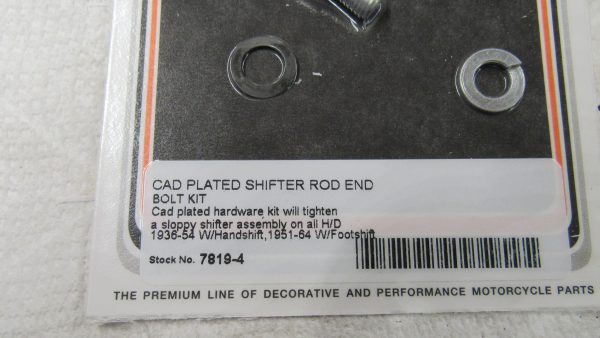 CAD PLATED SHIFTER ROD END
BOLT KIT
Cad plated hardware kit will tighten
a sloppy shifter assembly on all H/D
1936-54 W/Handshift,1951-64 W/Footshift
Stock No. 7819-4
THE PREMIUM LINE OF DECORATIVE AND PERFORMANCE MOTORCYCLE PARTS